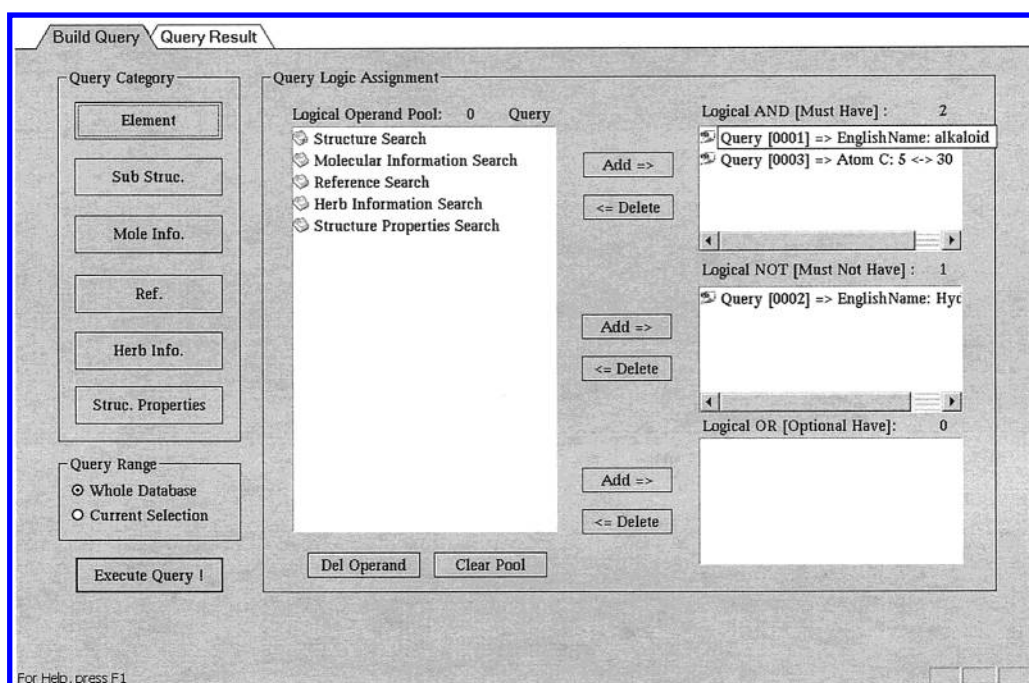 Build Query
Query Result
Query Category
Element
Sub Struc.
Mole Info.
Ref.
Herb Info.
Struc. Properties
Query Range
Whole Database
Current Selection
Execute Query !
Query Logic Assignment
Logical Operand Pool: 0 Query
Structure Search
Molecular Information Search
Reference Search
Herb Information Search
Structure Properties Search
Del Operand
Clear Pool
Add =>
<= Delete
Add =>
<= Delete
Add =>
<= Delete
Logical AND [Must Have] : 2
Query [0001] => EnglishName: alkaloid
Query [0003] => Atom C: 5 <-> 30
Logical NOT [Must Not Have] : 1
Query [0002] => EnglishName: Hyd
Logical OR [Optional Have]: 0
For Help, press F1